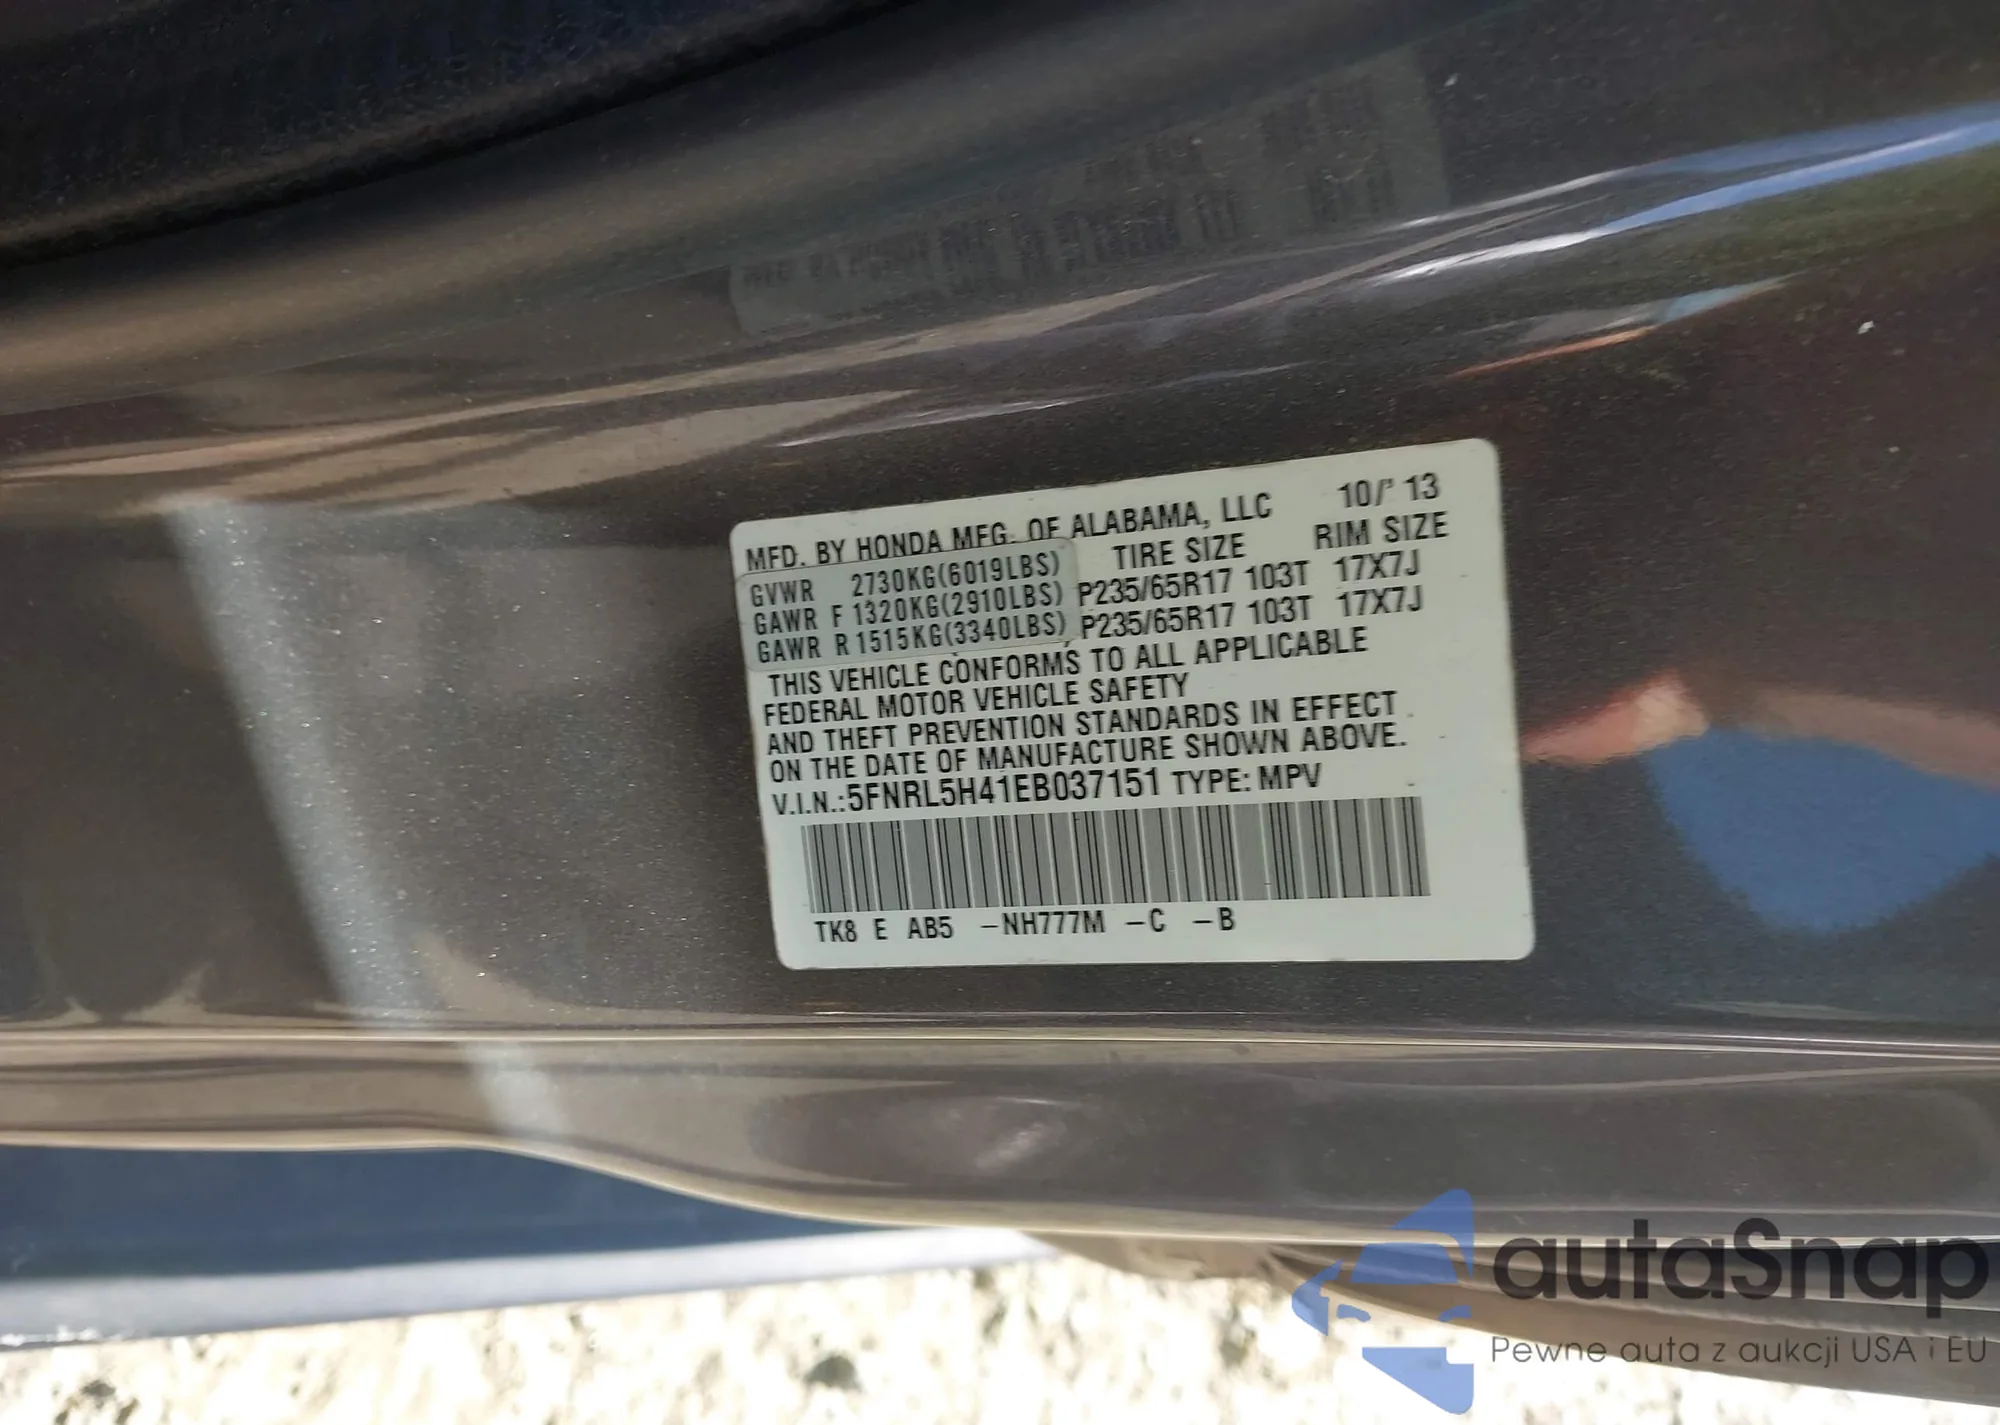 MFD. BY HONDA MFG. OF ALABAMA, LLC 10/' 13
GVWR 2730KG(6019LBS) TIRE SIZE RIM SIZE
GAWR F 1320KG(2910LBS) P235/65R17 103T 17X7J
GAWR R 1515KG(3340LBS) P235/65R17 103T 17X7J
THIS VEHICLE CONFORMS TO ALL APPLICABLE
FEDERAL MOTOR VEHICLE SAFETY
AND THEFT PREVENTION STANDARDS IN EFFECT
ON THE DATE OF MANUFACTURE SHOWN ABOVE.
V.I.N.:5FNRL5H41EB037151 TYPE: MPV
TK8 E AB5 -NH777M -C -B
autaSnap
Pewne auta z aukcji USA i EU